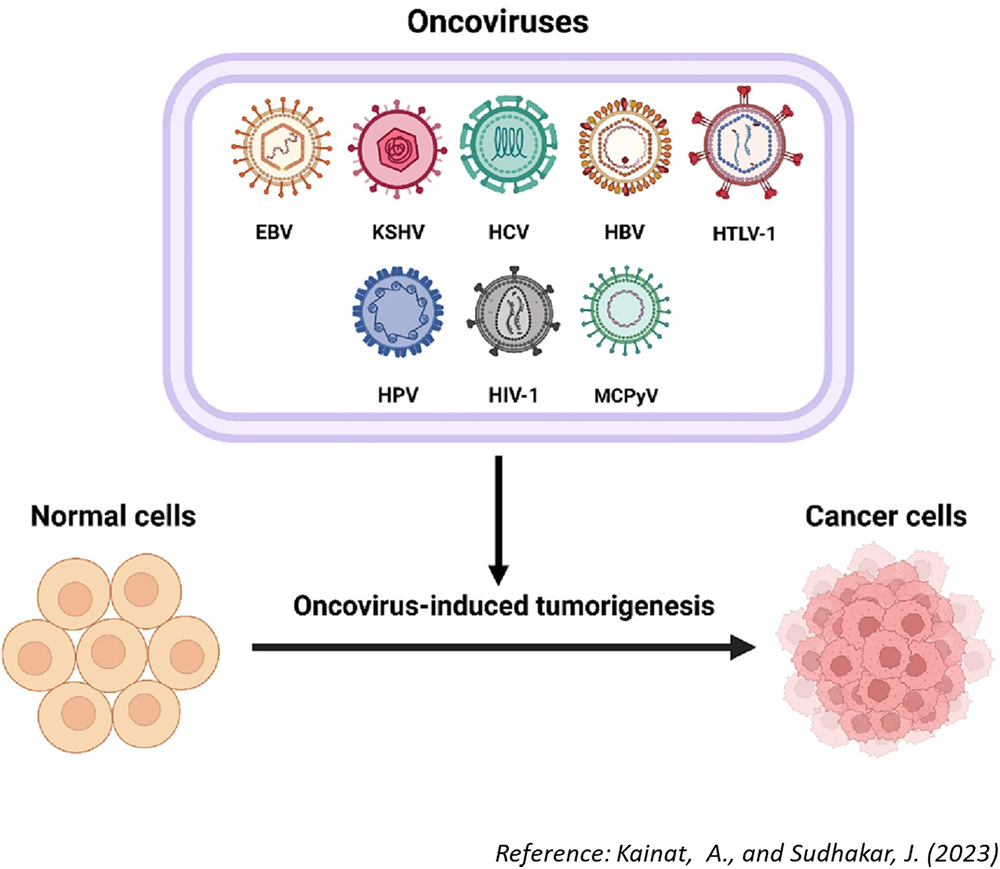 Oncoviruses
EBV KSHV HCV HBV HTLV-1
HPV HIV-1 MCPyV
Normal cells Cancer cells
Oncovirus-induced tumorigenesis
Reference: Kainat, A., and Sudhakar, J. (2023)